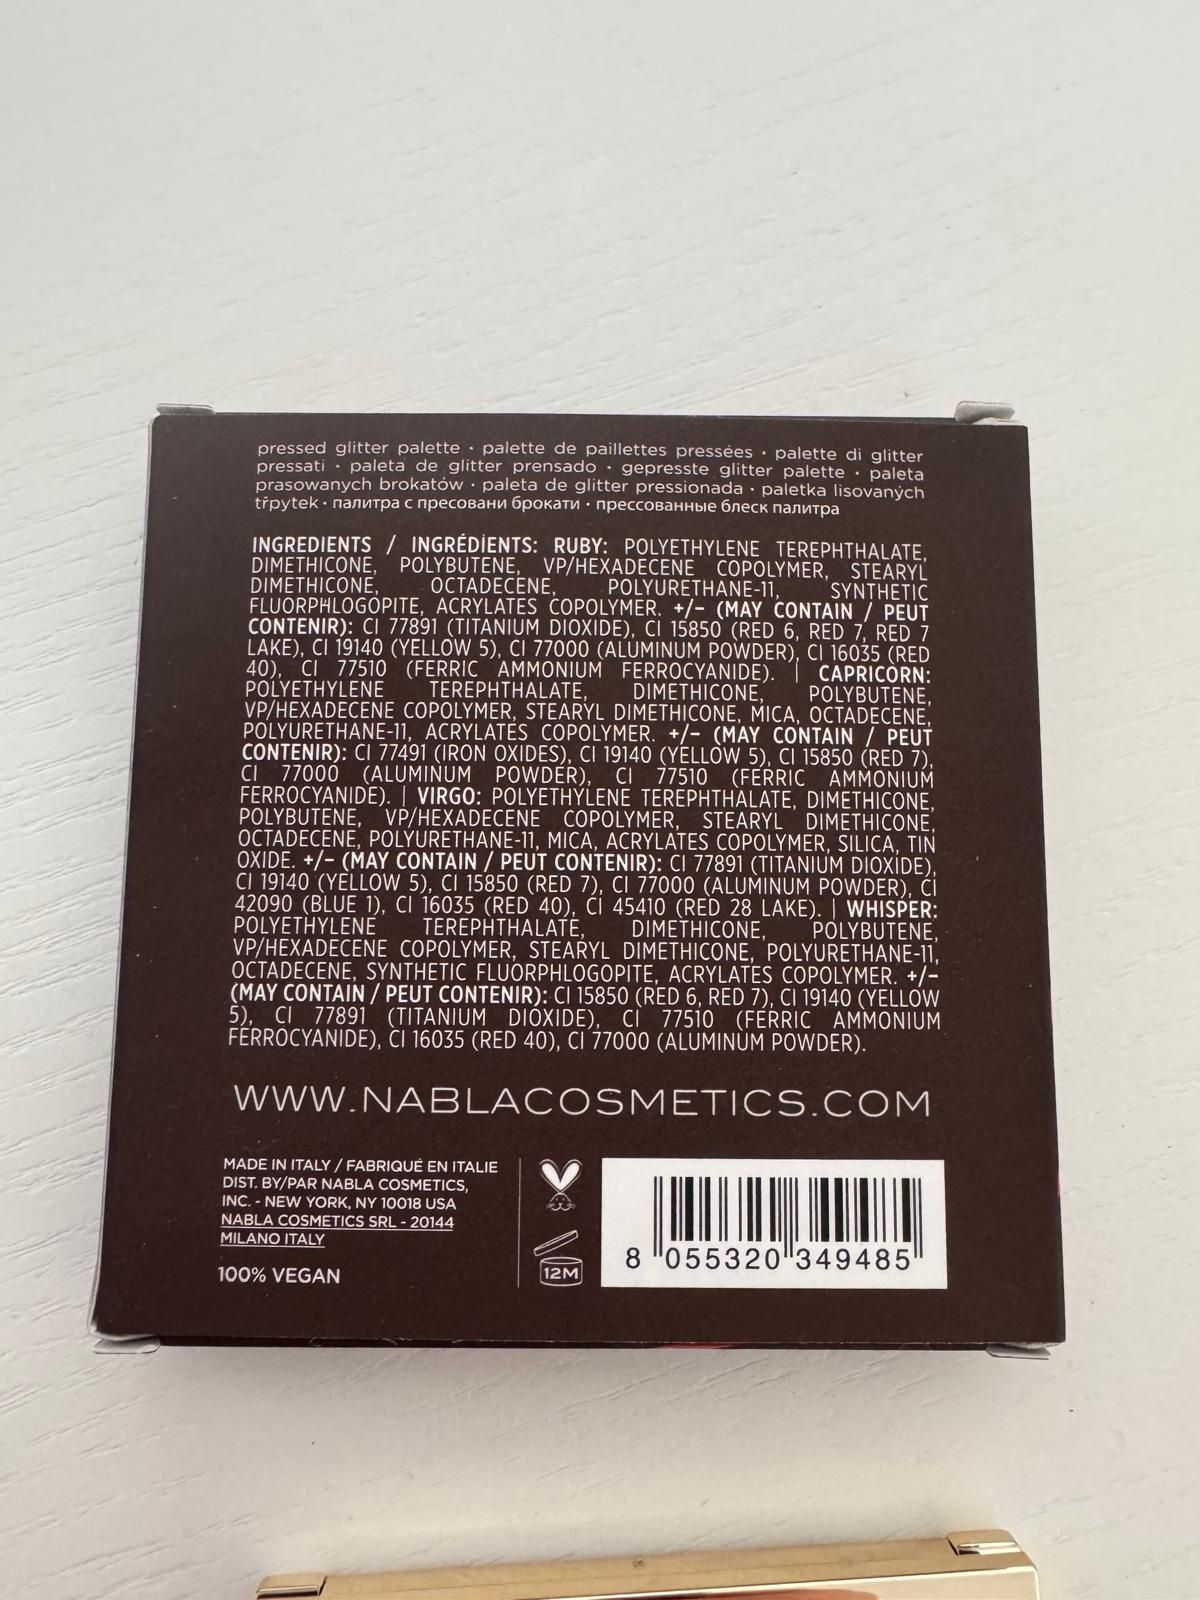 pressed glitter palette · palette de paillettes pressées · palette di glitter
pressati · paleta de glitter prensado · gepresste glitter palette · paleta
prasowanych brokatów · paleta de glitter pressionada · paletka lisovaných
třpytek · палитра с пресовани брокати · прессованные блеск палитра
INGREDIENTS / INGRÉDIENTS: RUBY: POLYETHYLENE TEREPHTHALATE,
DIMETHICONE, POLYBUTENE, VP/HEXADECENE COPOLYMER, STEARYL
DIMETHICONE, OCTADECENE, POLYURETHANE-11, SYNTHETIC
FLUORPHLOGOPITE, ACRYLATES COPOLYMER. +/– (MAY CONTAIN / PEUT
CONTENIR): CI 77891 (TITANIUM DIOXIDE), CI 15850 (RED 6, RED 7, RED 7
LAKE), CI 19140 (YELLOW 5), CI 77000 (ALUMINUM POWDER), CI 16035 (RED
40), CI 77510 (FERRIC AMMONIUM FERROCYANIDE). | CAPRICORN:
POLYETHYLENE TEREPHTHALATE, DIMETHICONE, POLYBUTENE,
VP/HEXADECENE COPOLYMER, STEARYL DIMETHICONE, MICA, OCTADECENE,
POLYURETHANE-11, ACRYLATES COPOLYMER. +/– (MAY CONTAIN / PEUT
CONTENIR): CI 77491 (IRON OXIDES), CI 19140 (YELLOW 5), CI 15850 (RED 7),
CI 77000 (ALUMINUM POWDER), CI 77510 (FERRIC AMMONIUM
FERROCYANIDE). | VIRGO: POLYETHYLENE TEREPHTHALATE, DIMETHICONE,
POLYBUTENE, VP/HEXADECENE COPOLYMER, STEARYL DIMETHICONE,
OCTADECENE, POLYURETHANE-11, MICA, ACRYLATES COPOLYMER, SILICA, TIN
OXIDE. +/– (MAY CONTAIN / PEUT CONTENIR): CI 77891 (TITANIUM DIOXIDE),
CI 19140 (YELLOW 5), CI 15850 (RED 7), CI 77000 (ALUMINUM POWDER), CI
42090 (BLUE 1), CI 16035 (RED 40), CI 45410 (RED 28 LAKE). | WHISPER:
POLYETHYLENE TEREPHTHALATE, DIMETHICONE, POLYBUTENE,
VP/HEXADECENE COPOLYMER, STEARYL DIMETHICONE, POLYURETHANE-11,
OCTADECENE, SYNTHETIC FLUORPHLOGOPITE, ACRYLATES COPOLYMER. +/–
(MAY CONTAIN / PEUT CONTENIR): CI 15850 (RED 6, RED 7), CI 19140 (YELLOW
5), CI 77891 (TITANIUM DIOXIDE), CI 77510 (FERRIC AMMONIUM
FERROCYANIDE), CI 16035 (RED 40), CI 77000 (ALUMINUM POWDER).
WWW.NABLACOSMETICS.COM
MADE IN ITALY / FABRIQUÉ EN ITALIE
DIST. BY/PAR NABLA COSMETICS,
INC. - NEW YORK, NY 10018 USA
NABLA COSMETICS SRL - 20144
MILANO ITALY
100% VEGAN
12M
8 055320 349485